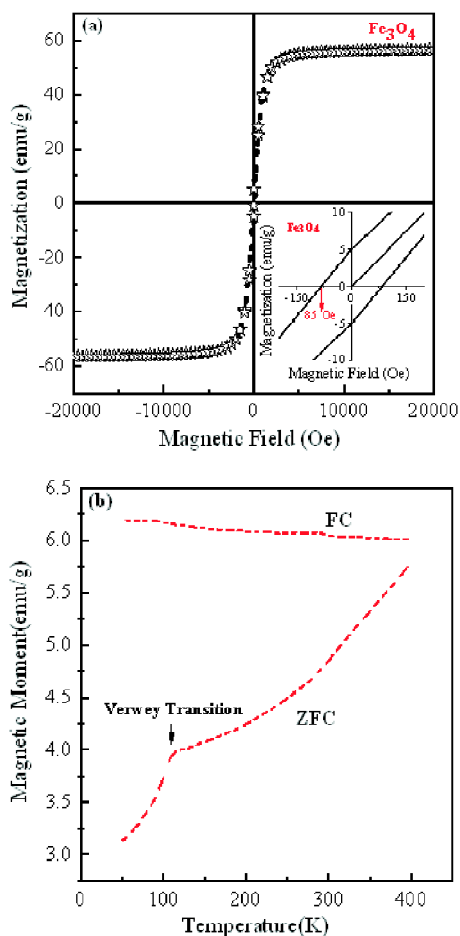 (a)
Fe3O4
60
40
20
0
-20
-40
-60
Magnetization (emu/g)
-20000 -10000 0 10000 20000
Magnetic Field (Oe)
Fe3O4
10
5
0
-5
-10
-150 0 150
85 Oe
Magnetization (emu/g)
Magnetic Field (Oe)
(b)
6.5
6.0
5.5
5.0
4.5
4.0
3.5
3.0
Magnetic Moment(emu/g)
FC
Verwey Transition
ZFC
100 200 300 400
Temperature(K)